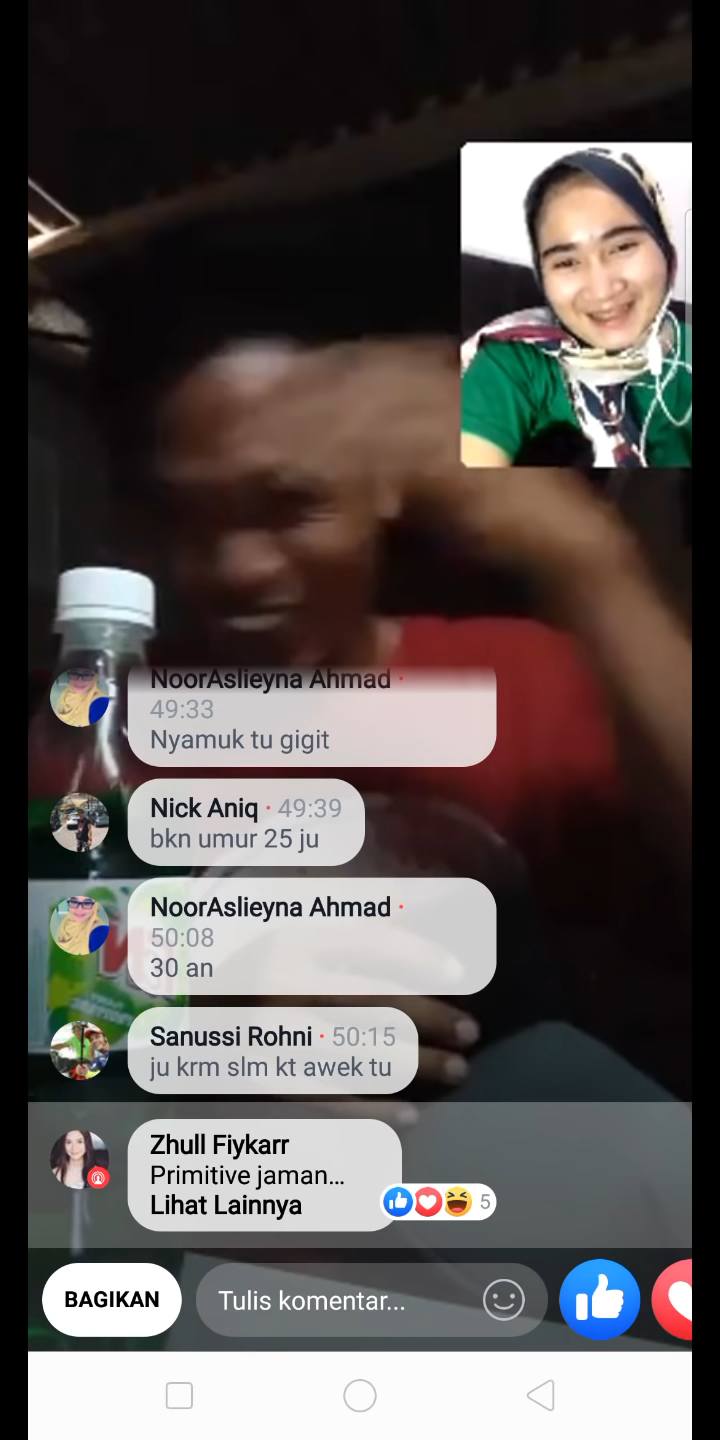 NoorAslieyna Ahmad ·
49:33
Nyamuk tu gigit
Nick Aniq · 49:39
bkn umur 25 ju
NoorAslieyna Ahmad ·
50:08
30 an
Sanussi Rohni · 50:15
ju krm slm kt awek tu
Zhull Fiykarr
Primitive jaman...
Lihat Lainnya
5
BAGIKAN
Tulis komentar...